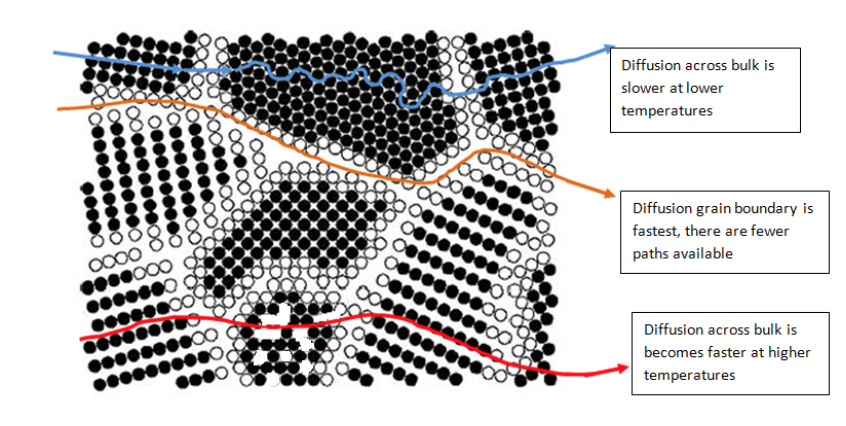 Diffusion across bulk is
slower at lower
temperatures
Diffusion grain boundary is
fastest, there are fewer
paths available
Diffusion across bulk is
becomes faster at higher
temperatures